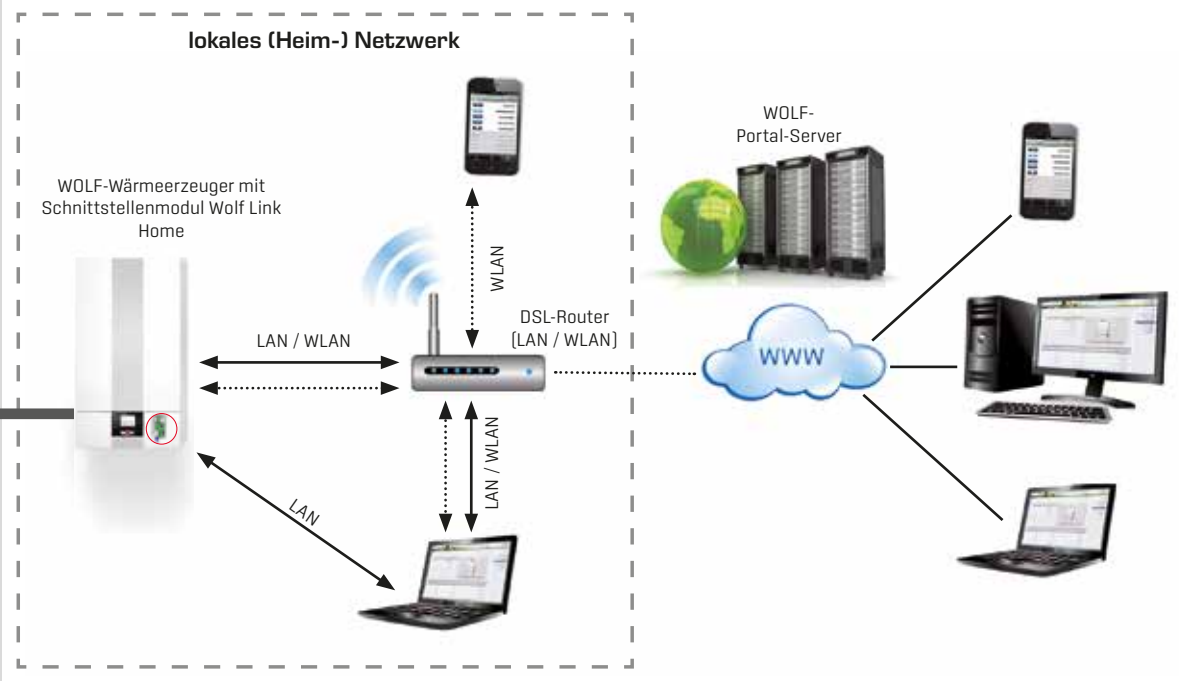 lokales (Heim-) Netzwerk
WOLF-
Portal-Server
WOLF-Wärmeerzeuger mit
Schnittstellenmodul Wolf Link
Home
WLAN
DSL-Router
(LAN / WLAN)
LAN / WLAN
WWW
LAN / WLAN
LAN